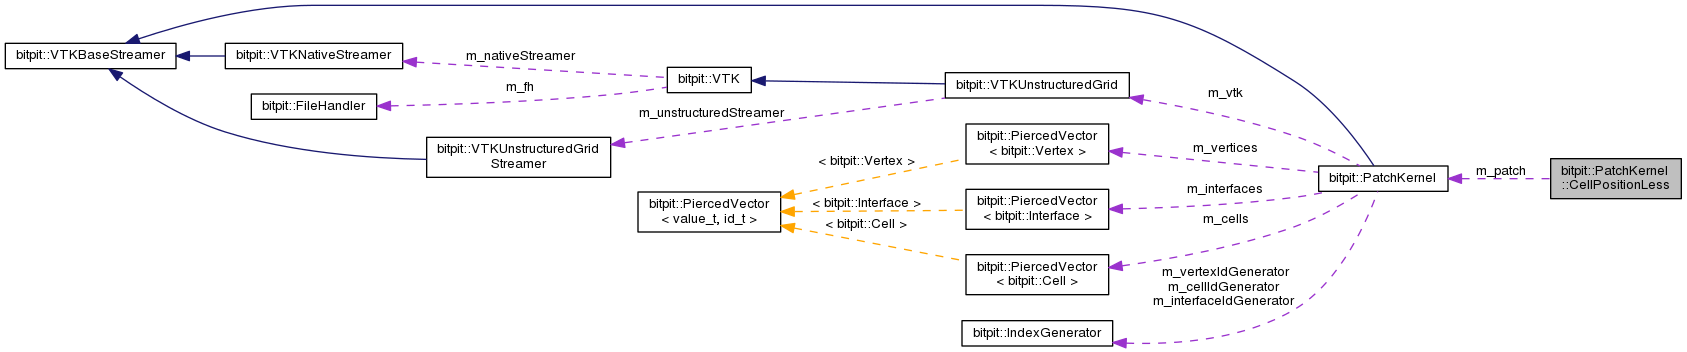 bitpit::VTKBaseStreamer
bitpit::VTKNativeStreamer
m_nativeStreamer
bitpit::VTK
bitpit::FileHandler
m_fh
bitpit::VTKUnstructuredGrid
m_vtk
m_unstructuredStreamer
bitpit::VTKUnstructuredGrid
Streamer
bitpit::PiercedVector
< bitpit::Vertex >
m_vertices
< bitpit::Vertex >
bitpit::PatchKernel
m_patch
bitpit::PatchKernel
::CellPositionLess
bitpit::PiercedVector
< value_t, id_t >
< bitpit::Interface >
bitpit::PiercedVector
< bitpit::Interface >
m_interfaces
< bitpit::Cell >
m_cells
bitpit::PiercedVector
< bitpit::Cell >
m_vertexIdGenerator
m_cellIdGenerator
m_interfaceIdGenerator
bitpit::IndexGenerator